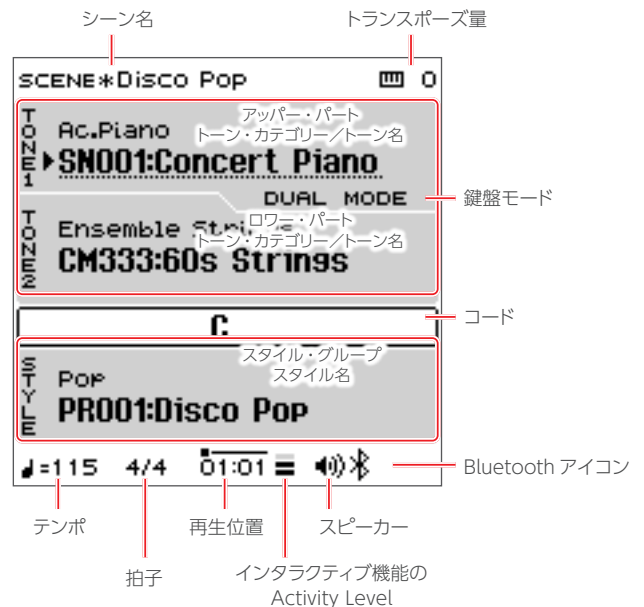 シーン名
トランスポーズ量
SCENE*Disco Pop 0
TONE1
Ac.Piano
アッパー・パート
トーン・カテゴリー/トーン名
SN001:Concert Piano
DUAL MODE
鍵盤モード
TONE2
Ensemble Strings
ロワー・パート
トーン・カテゴリー/トーン名
CM333:60s Strings
C
コード
STYLE
Pop
スタイル・グループ
スタイル名
PR001:Disco Pop
=115 4/4 01:01
Bluetooth アイコン
テンポ
再生位置
スピーカー
拍子
インタラクティブ機能の
Activity Level